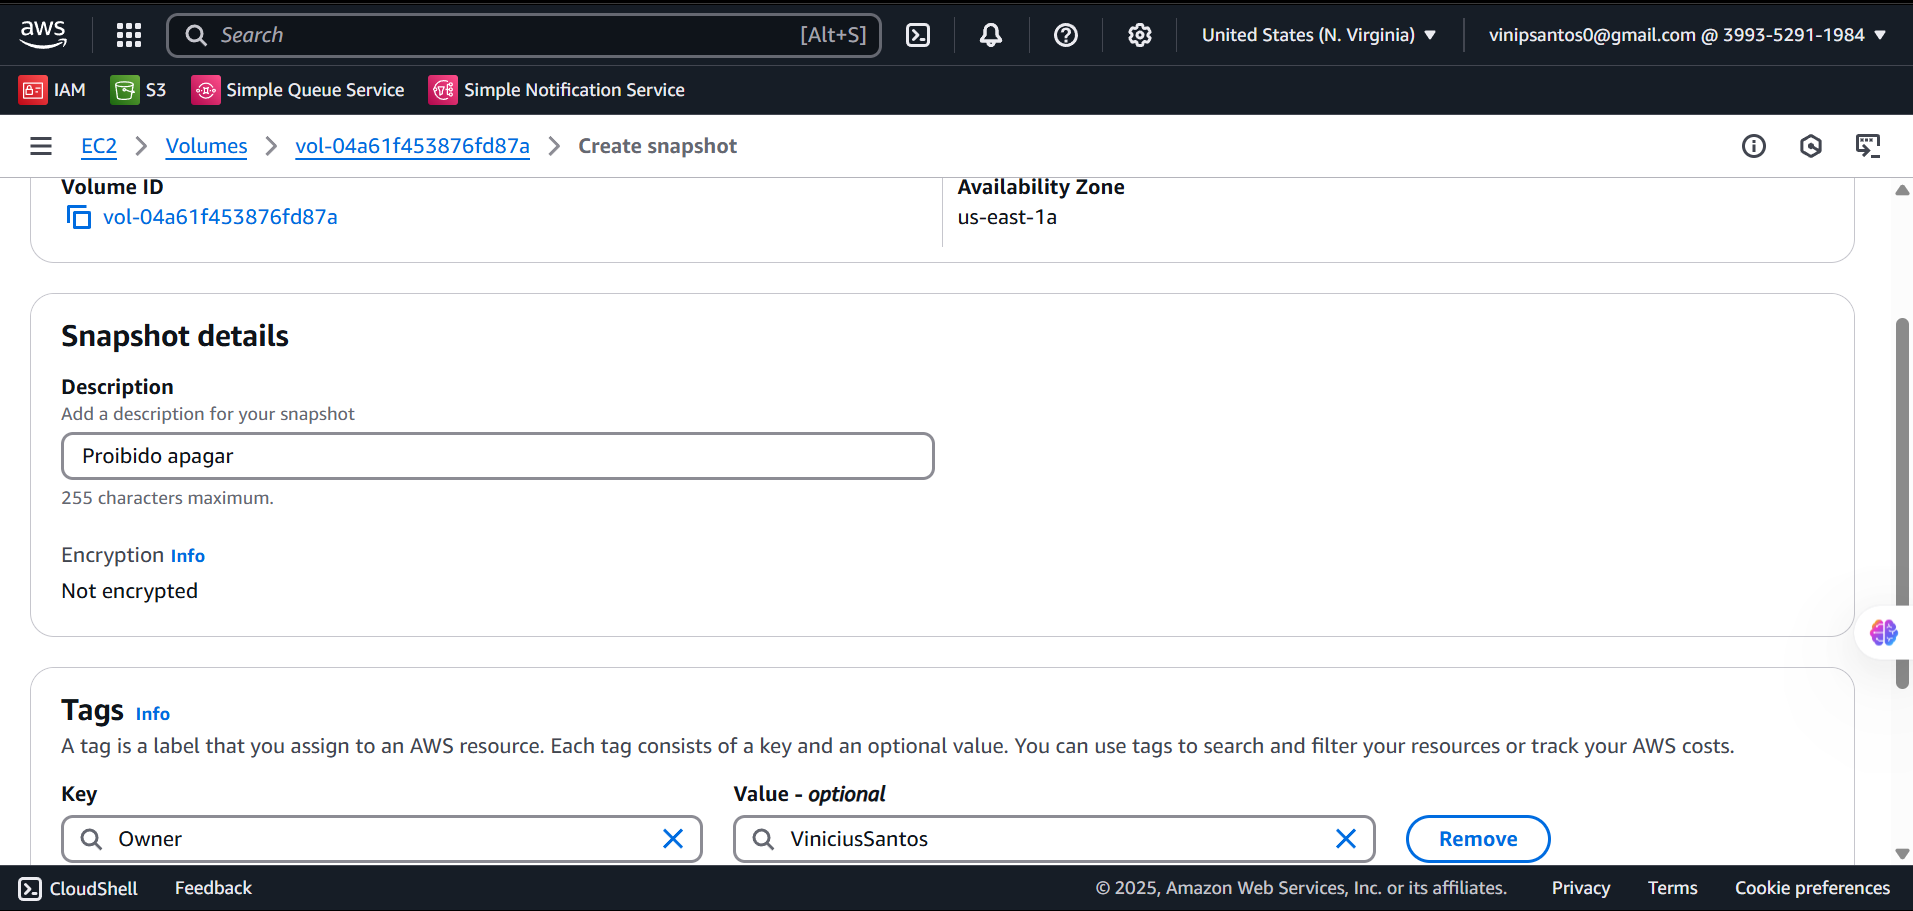 aws
Search [Alt+S]
United States (N. Virginia) ▼
vinipsantos0@gmail.com @ 3993-5291-1984 ▼
IAM S3 Simple Queue Service Simple Notification Service
EC2 > Volumes > vol-04a61f453876fd87a > Create snapshot
Volume ID
vol-04a61f453876fd87a
Availability Zone
us-east-1a
Snapshot details
Description
Add a description for your snapshot
Proibido apagar
255 characters maximum.
Encryption Info
Not encrypted
Tags Info
A tag is a label that you assign to an AWS resource. Each tag consists of a key and an optional value. You can use tags to search and filter your resources or track your AWS costs.
Key
Owner
Value - optional
ViniciusSantos
Remove
CloudShell Feedback © 2025, Amazon Web Services, Inc. or its affiliates. Privacy Terms Cookie preferences